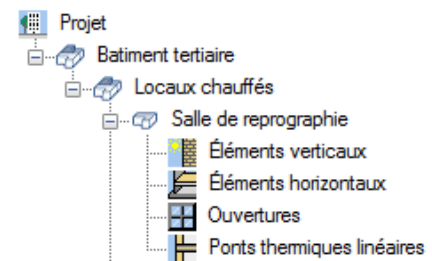 Projet
Batiment tertiaire
Locaux chauffés
Salle de reprographie
Éléments verticaux
Éléments horizontaux
Ouvertures
Ponts thermiques linéaires